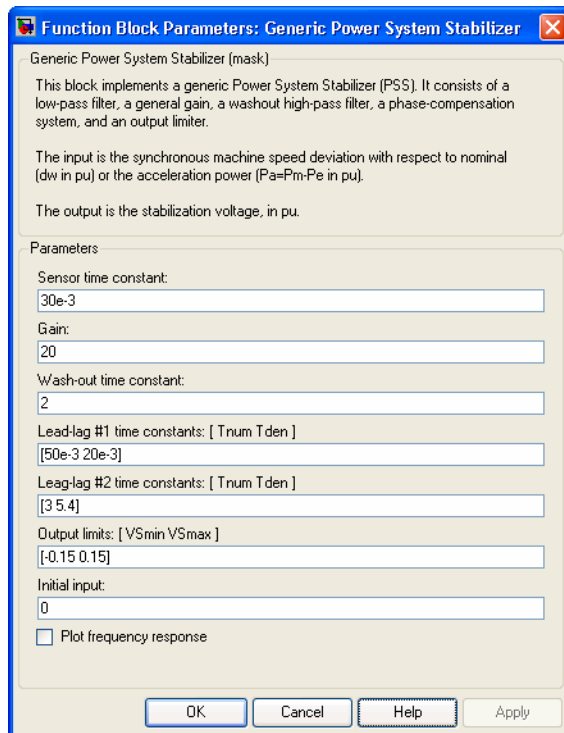 Function Block Parameters: Generic Power System Stabilizer
Generic Power System Stabilizer (mask)
This block implements a generic Power System Stabilizer (PSS). It consists of a
low-pass filter, a general gain, a washout high-pass filter, a phase-compensation
system, and an output limiter.
The input is the synchronous machine speed deviation with respect to nominal
(dw in pu) or the acceleration power (Pa=Pm-Pe in pu).
The output is the stabilization voltage, in pu.
Parameters
Sensor time constant:
30e-3
Gain:
20
Wash-out time constant:
2
Lead-lag #1 time constants: [ Tnum Tden ]
[50e-3 20e-3]
Leag-lag #2 time constants: [ Tnum Tden ]
[3 5.4]
Output limits: [ VSmin VSmax ]
[-0.15 0.15]
Initial input:
0
Plot frequency response
OK
Cancel
Help
Apply